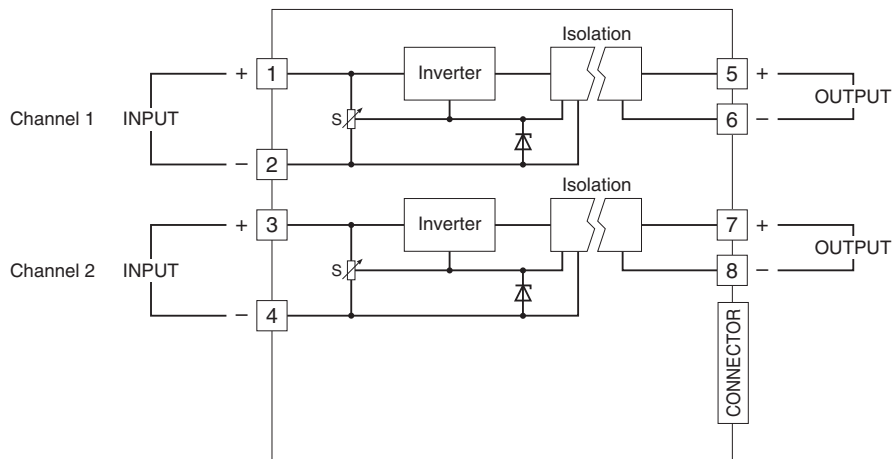 Isolation
+ 1 Inverter 5 +
Channel 1 INPUT S 6 − OUTPUT
− 2
Isolation
+ 3 Inverter 7 +
Channel 2 INPUT S 8 − OUTPUT
− 4
CONNECTOR